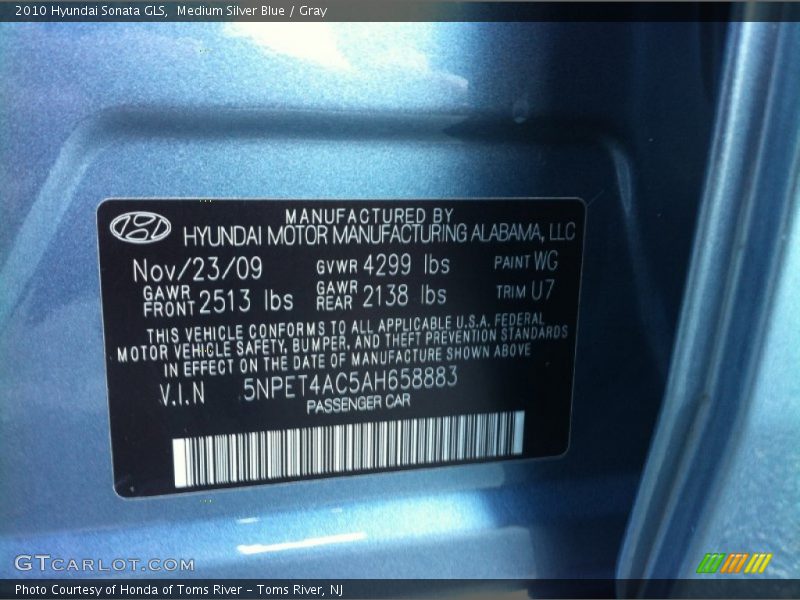 2010 Hyundai Sonata GLS, Medium Silver Blue / Gray
MANUFACTURED BY
HYUNDAI MOTOR MANUFACTURING ALABAMA, LLC
Nov/23/09 GVWR 4299 lbs PAINT WG
GAWR FRONT 2513 lbs GAWR REAR 2138 lbs TRIM U7
THIS VEHICLE CONFORMS TO ALL APPLICABLE U.S.A. FEDERAL
MOTOR VEHICLE SAFETY, BUMPER, AND THEFT PREVENTION STANDARDS
IN EFFECT ON THE DATE OF MANUFACTURE SHOWN ABOVE
V.I.N 5NPET4AC5AH658883
PASSENGER CAR
GTCARLOT.COM
Photo Courtesy of Honda of Toms River - Toms River, NJ